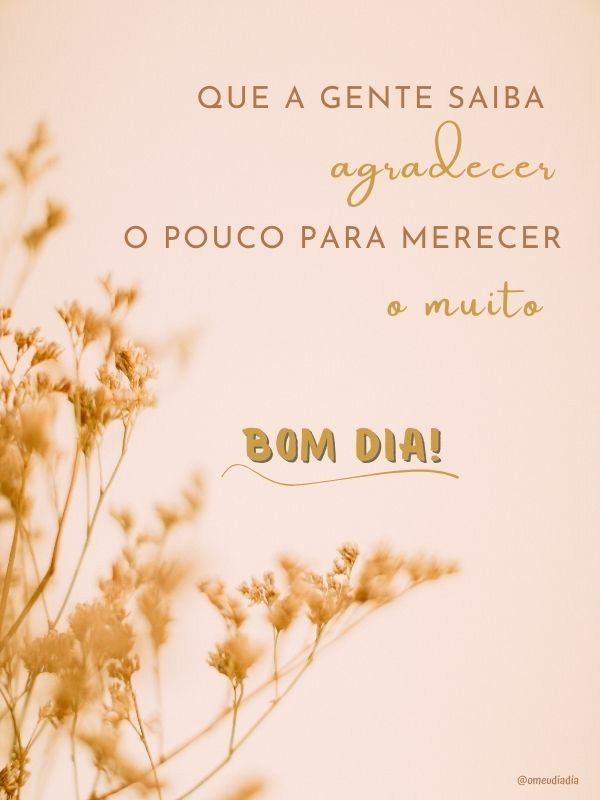 QUE A GENTE SAIBA
agradecer
O POUCO PARA MERECER
o muito
BOM DIA!
@omeudiadia